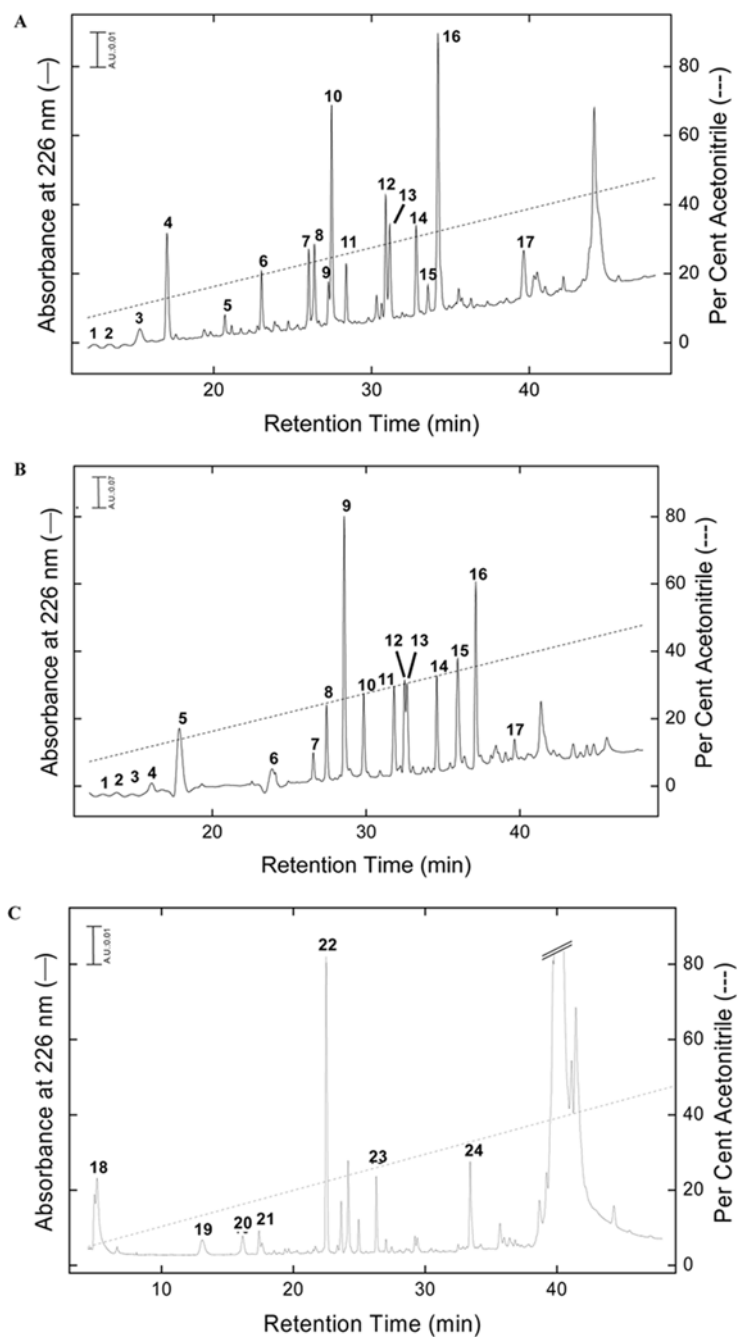 A
A.U.:0.01
Absorbance at 226 nm (—)
Per Cent Acetonitrile (---)
80
60
40
20
0
1 2 3 4 5 6 7 8 9 10 11 12 13 14 15 16 17
20 30 40
Retention Time (min)
B
A.U.:0.07
Absorbance at 226 nm (—)
Per Cent Acetonitrile (---)
80
60
40
20
0
1 2 3 4 5 6 7 8 9 10 11 12 13 14 15 16 17
20 30 40
Retention Time (min)
C
A.U.:0.01
Absorbance at 226 nm (—)
Per Cent Acetonitrile (---)
80
60
40
20
0
18 19 20 21 22 23 24
10 20 30 40
Retention Time (min)